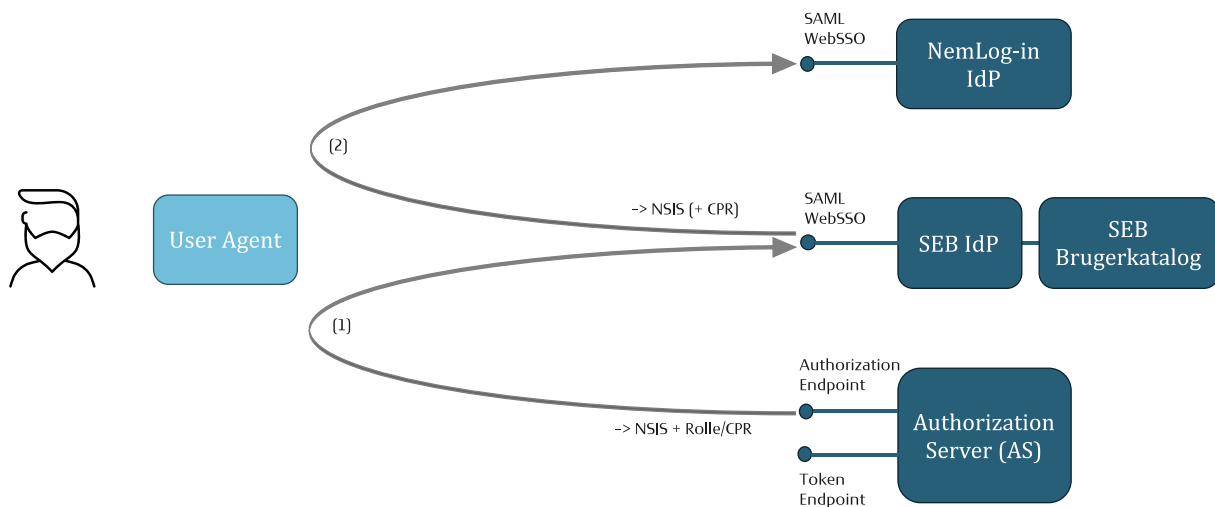 SAML
WebSSO
NemLog-in
IdP
(2)
-> NSIS (+ CPR)
SAML
WebSSO
User Agent
SEB IdP
SEB
Brugerkatalog
(1)
Authorization
Endpoint
-> NSIS + Rolle/CPR
Authorization
Server (AS)
Token
Endpoint